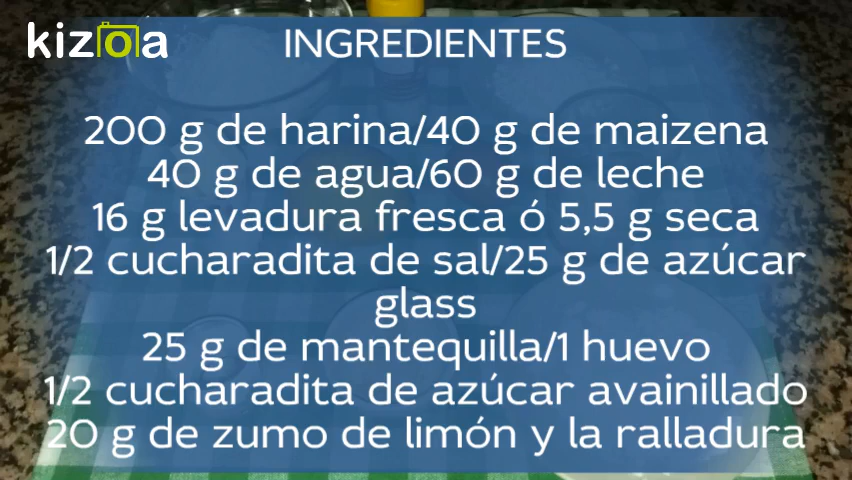 kizoa
INGREDIENTES
200 g de harina/40 g de maizena
40 g de agua/60 g de leche
16 g levadura fresca ó 5,5 g seca
1/2 cucharadita de sal/25 g de azúcar
glass
25 g de mantequilla/1 huevo
1/2 cucharadita de azúcar avainillado
20 g de zumo de limón y la ralladura